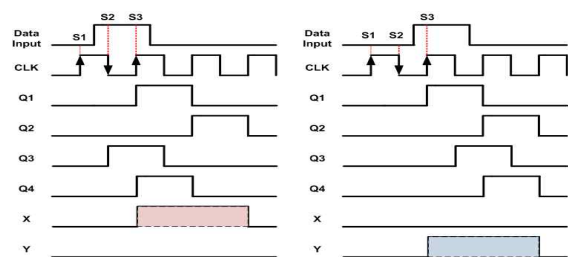 S2 S3
S1
Data
Input
CLK
Q1
Q2
Q3
Q4
X
Y
S3
S1 S2
Data
Input
CLK
Q1
Q2
Q3
Q4
X
Y